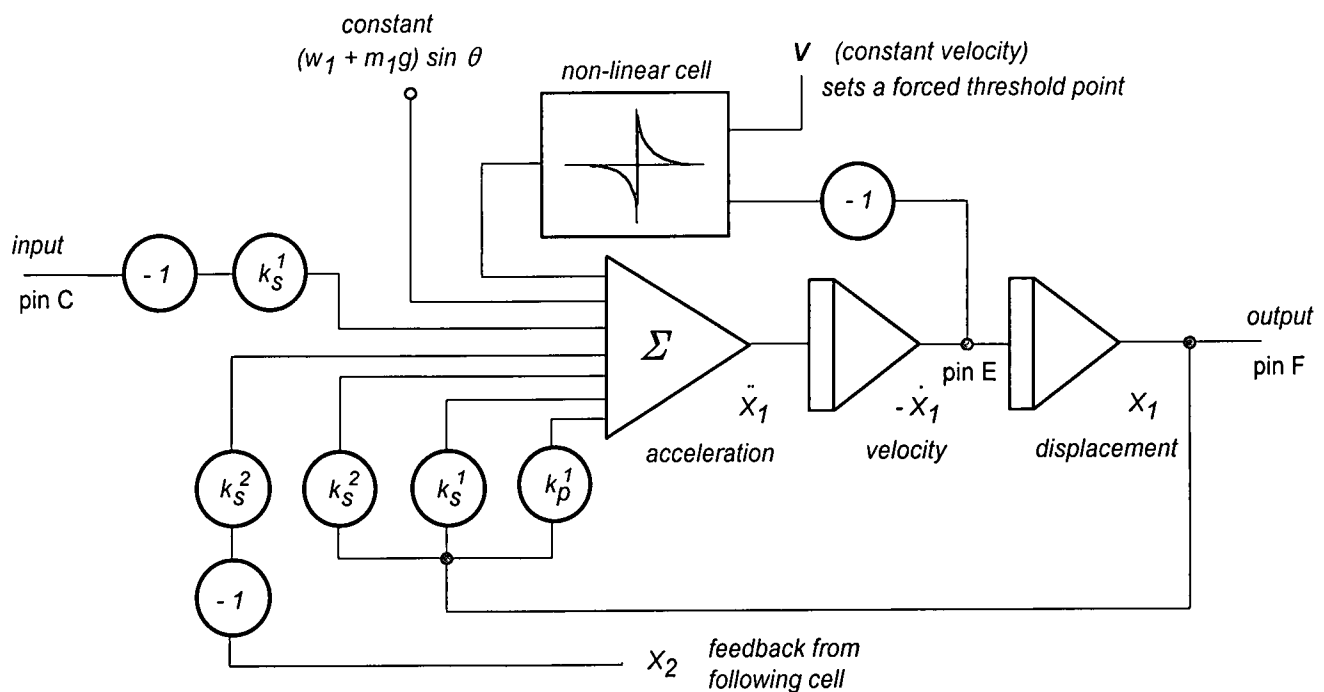 constant
(w₁ + m₁g) sin θ
non-linear cell
V (constant velocity)
sets a forced threshold point
- 1
input
pin C
- 1
kₛ¹
Σ
pin E
output
pin F
Ẍ₁
- Ẋ₁
X₁
acceleration
velocity
displacement
kₛ²
kₛ²
kₛ¹
kₚ¹
- 1
X₂
feedback from
following cell